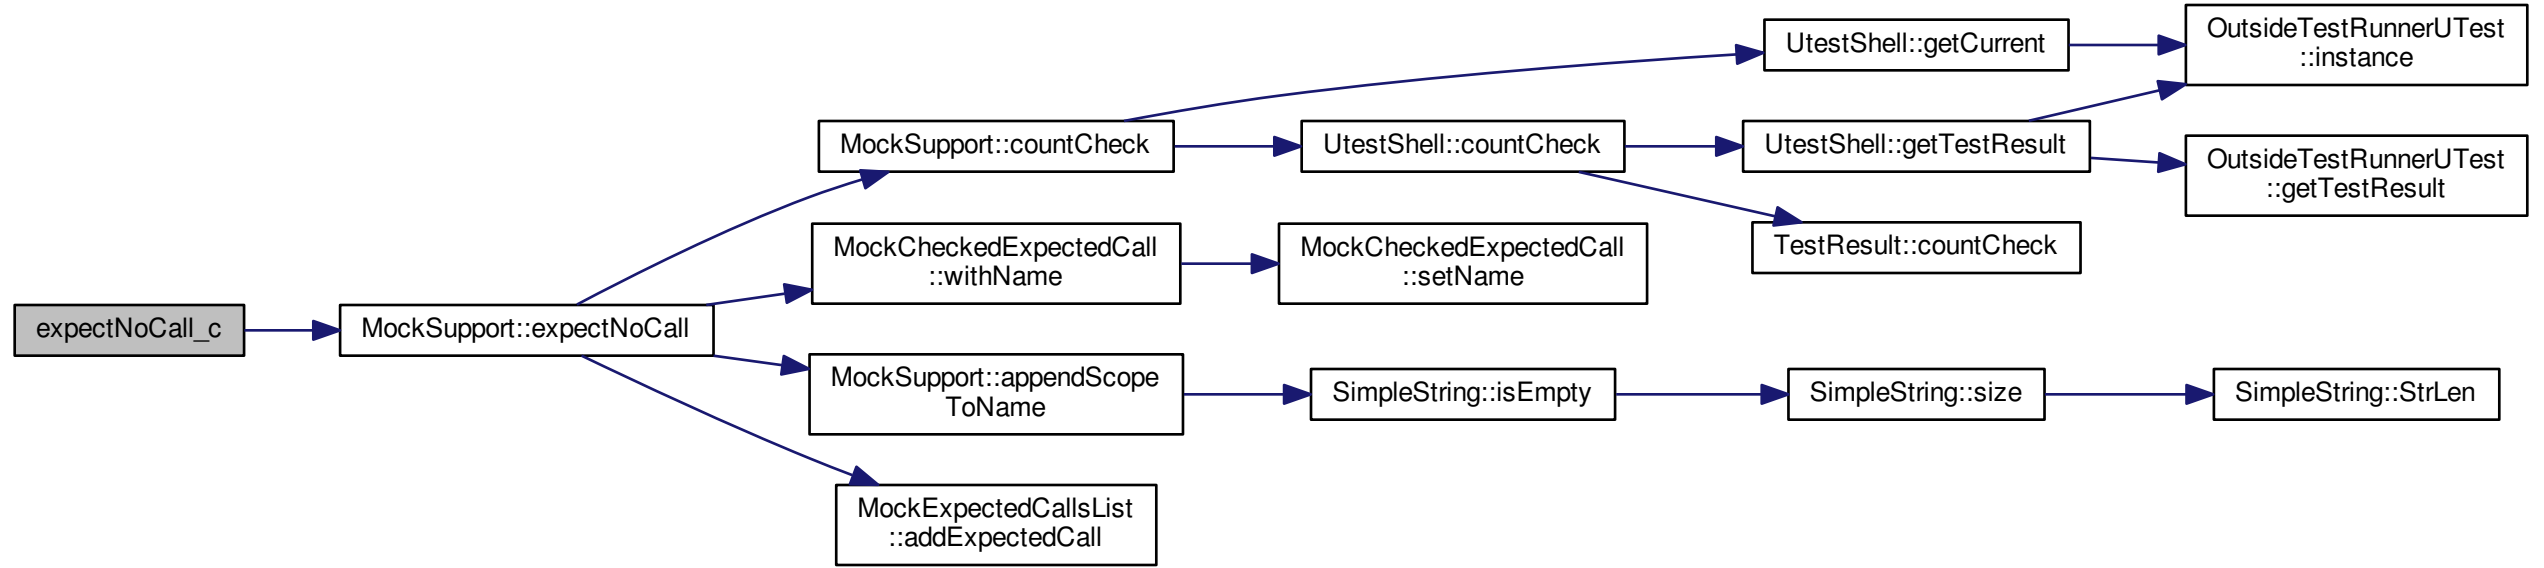 expectNoCall_c
MockSupport::expectNoCall
MockSupport::countCheck
UtestShell::getCurrent
OutsideTestRunnerUTest
::instance
UtestShell::countCheck
UtestShell::getTestResult
OutsideTestRunnerUTest
::getTestResult
TestResult::countCheck
MockCheckedExpectedCall
::withName
MockCheckedExpectedCall
::setName
MockSupport::appendScope
ToName
SimpleString::isEmpty
SimpleString::size
SimpleString::StrLen
MockExpectedCallsList
::addExpectedCall